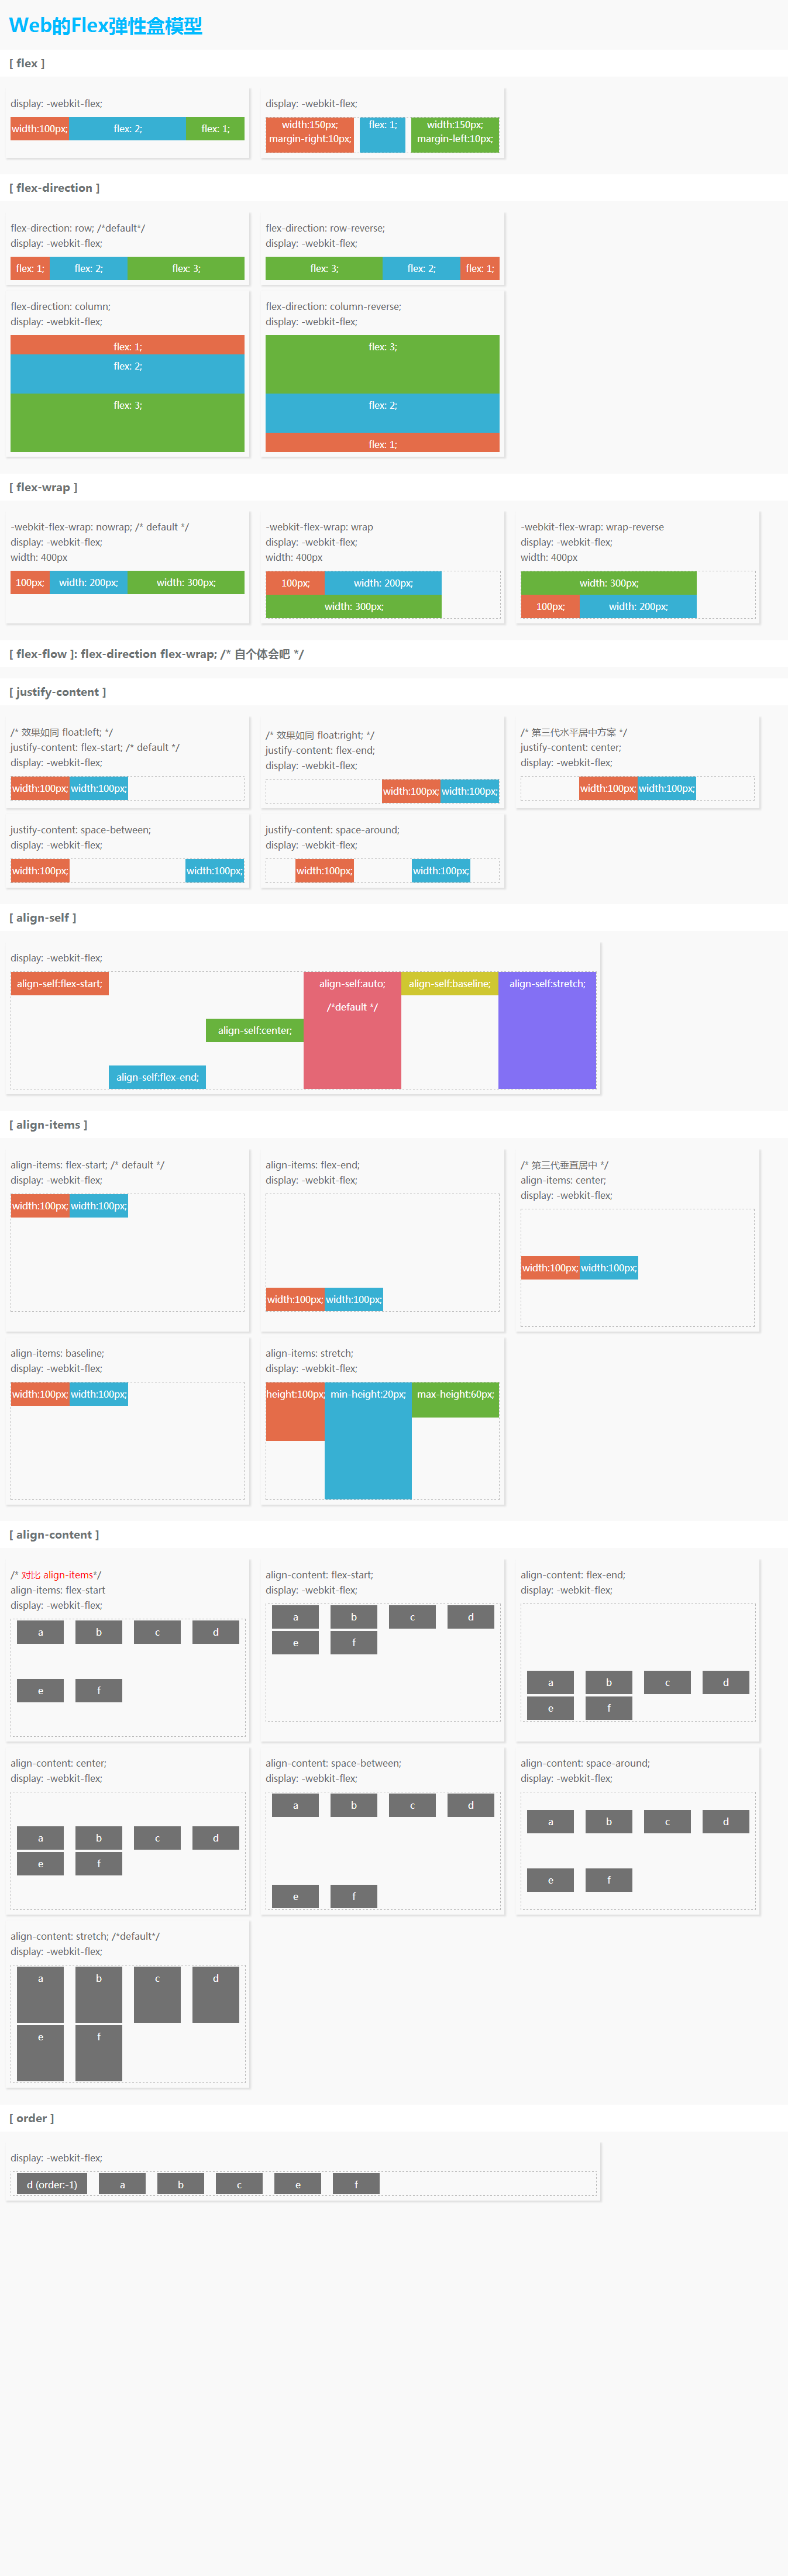 Web的Flex弹性盒模型
[ flex ]
display: -webkit-flex;
width:100px; flex: 2; flex: 1;
display: -webkit-flex;
width:150px; flex: 1; width:150px;
margin-right:10px; margin-left:10px;
[ flex-direction ]
flex-direction: row; /*default*/
display: -webkit-flex;
flex: 1; flex: 2; flex: 3;
flex-direction: row-reverse;
display: -webkit-flex;
flex: 3; flex: 2; flex: 1;
flex-direction: column;
display: -webkit-flex;
flex: 1;
flex: 2;
flex: 3;
flex-direction: column-reverse;
display: -webkit-flex;
flex: 3;
flex: 2;
flex: 1;
[ flex-wrap ]
-webkit-flex-wrap: nowrap; /* default */
display: -webkit-flex;
width: 400px
100px; width: 200px; width: 300px;
-webkit-flex-wrap: wrap
display: -webkit-flex;
width: 400px
100px; width: 200px;
width: 300px;
-webkit-flex-wrap: wrap-reverse
display: -webkit-flex;
width: 400px
width: 300px;
100px; width: 200px;
[ flex-flow ]: flex-direction flex-wrap; /* 自个体会吧 */
[ justify-content ]
/* 效果如同 float:left; */
justify-content: flex-start; /* default */
display: -webkit-flex;
width:100px; width:100px;
/* 效果如同 float:right; */
justify-content: flex-end;
display: -webkit-flex;
width:100px; width:100px;
/* 第三代水平居中方案 */
justify-content: center;
display: -webkit-flex;
width:100px; width:100px;
justify-content: space-between;
display: -webkit-flex;
width:100px; width:100px;
justify-content: space-around;
display: -webkit-flex;
width:100px; width:100px;
[ align-self ]
display: -webkit-flex;
align-self:flex-start; align-self:auto; align-self:baseline; align-self:stretch;
/*default */
align-self:center;
align-self:flex-end;
[ align-items ]
align-items: flex-start; /* default */
display: -webkit-flex;
width:100px; width:100px;
align-items: flex-end;
display: -webkit-flex;
width:100px; width:100px;
/* 第三代垂直居中 */
align-items: center;
display: -webkit-flex;
width:100px; width:100px;
align-items: baseline;
display: -webkit-flex;
width:100px; width:100px;
align-items: stretch;
display: -webkit-flex;
height:100px; min-height:20px; max-height:60px;
[ align-content ]
/* 对比 align-items*/
align-items: flex-start
display: -webkit-flex;
a b c d
e f
align-content: flex-start;
display: -webkit-flex;
a b c d
e f
align-content: flex-end;
display: -webkit-flex;
a b c d
e f
align-content: center;
display: -webkit-flex;
a b c d
e f
align-content: space-between;
display: -webkit-flex;
a b c d
e f
align-content: space-around;
display: -webkit-flex;
a b c d
e f
align-content: stretch; /*default*/
display: -webkit-flex;
a b c d
e f
[ order ]
display: -webkit-flex;
d (order:-1) a b c e f